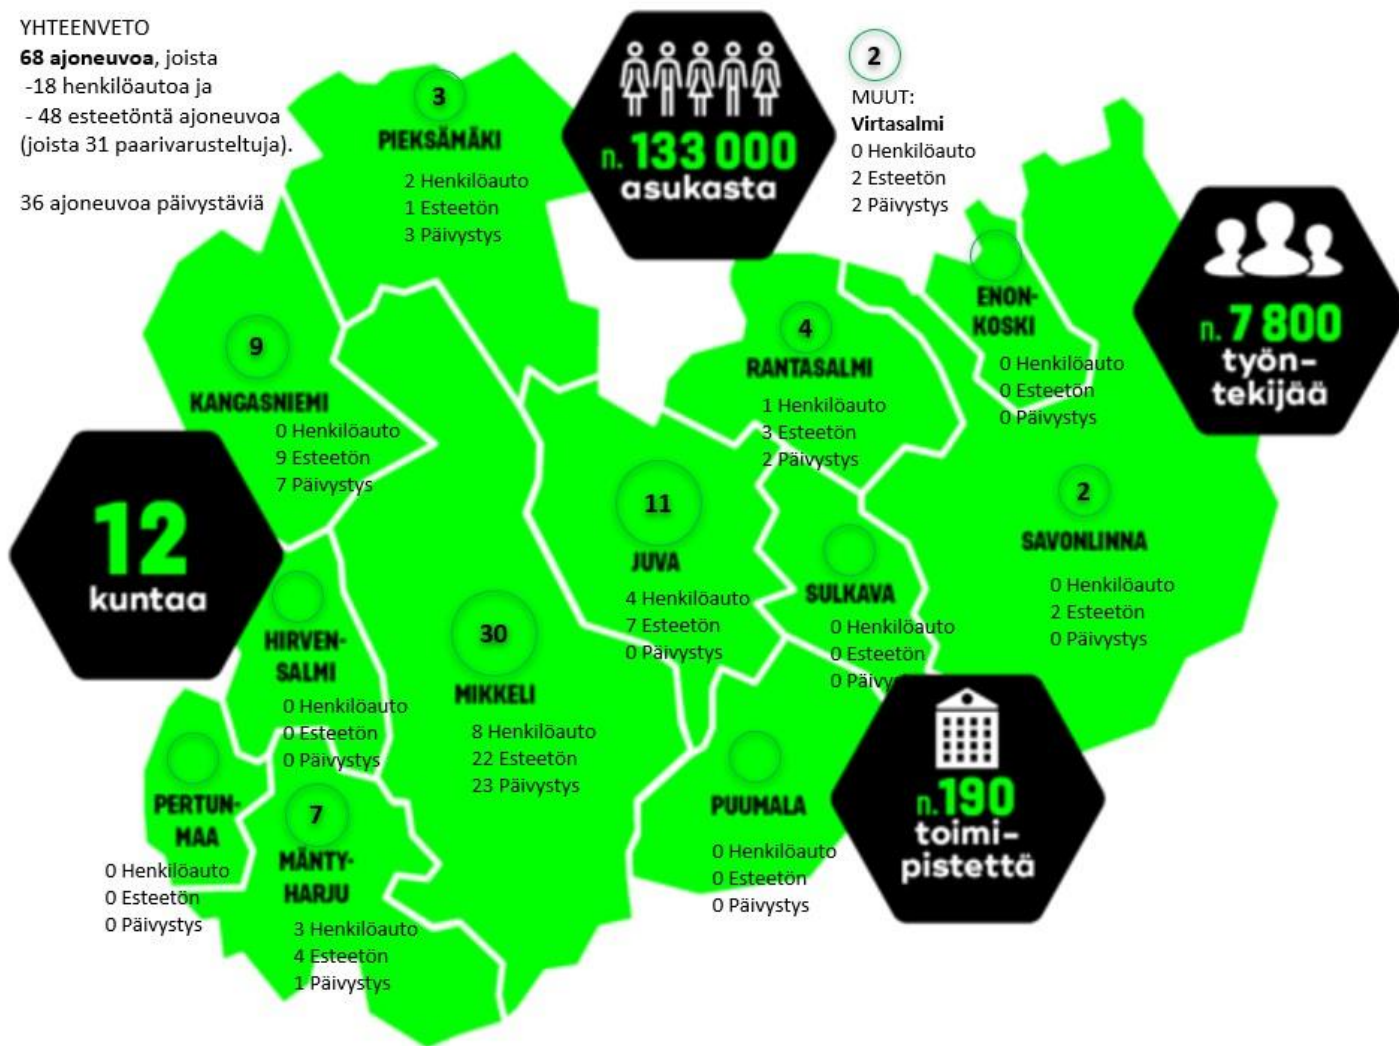 YHTEENVETO
68 ajoneuvoa, joista
-18 henkilöautoa ja
- 48 esteetöntä ajoneuvoa
(joista 31 paarivarusteltuja).
36 ajoneuvoa päivystäviä
3
PIEKSÄMÄKI
2 Henkilöauto
1 Esteetön
3 Päivystys
n. 133 000
asukasta
2
MUUT:
Virtasalmi
0 Henkilöauto
2 Esteetön
2 Päivystys
n. 7 800
työn-
tekijää
ENON-
KOSKI
0 Henkilöauto
0 Esteetön
0 Päivystys
4
RANTASALMI
1 Henkilöauto
3 Esteetön
2 Päivystys
9
KANGASNIEMI
0 Henkilöauto
9 Esteetön
7 Päivystys
12
kuntaa
11
JUVA
4 Henkilöauto
7 Esteetön
0 Päivystys
SULKAVA
0 Henkilöauto
0 Esteetön
0 Päivy
2
SAVONLINNA
0 Henkilöauto
2 Esteetön
0 Päivystys
HIRVEN-
SALMI
0 Henkilöauto
0 Esteetön
0 Päivystys
30
MIKKELI
8 Henkilöauto
22 Esteetön
23 Päivystys
PERTUN-
MAA
0 Henkilöauto
0 Esteetön
0 Päivystys
7
MÄNTY-
HARJU
3 Henkilöauto
4 Esteetön
1 Päivystys
PUUMALA
0 Henkilöauto
0 Esteetön
0 Päivystys
n.190
toimi-
pistettä